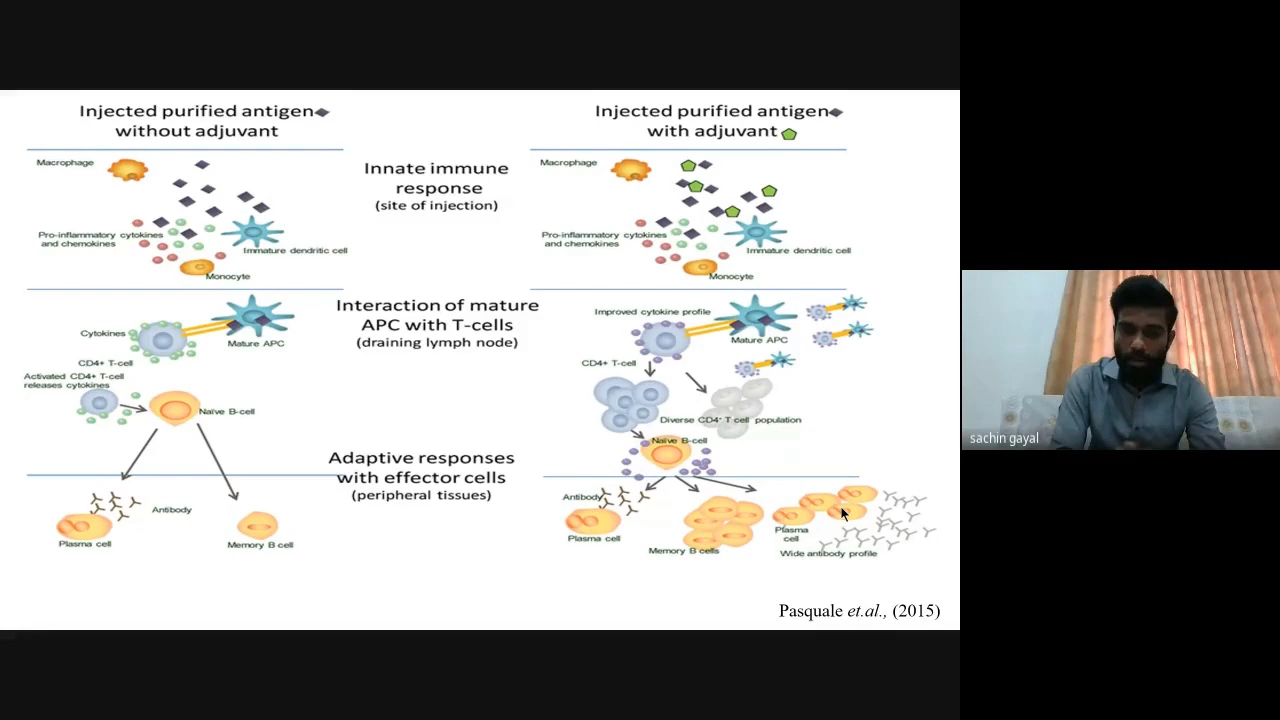 Injected purified antigen
without adjuvant
Macrophage
Pro-inflammatory cytokines
and chemokines
Immature dendritic cell
Monocyte
Innate immune
response
(site of injection)
Injected purified antigen
with adjuvant
Macrophage
Pro-inflammatory cytokines
and chemokines
Immature dendritic cell
Monocyte
Cytokines
Mature APC
CD4+ T-cell
Activated CD4+ T-cell
releases cytokines
Naïve B-cell
Interaction of mature
APC with T-cells
(draining lymph node)
Improved cytokine profile
Mature APC
CD4+ T-cell
Diverse CD4⁺ T cell population
Naïve B-cell
Antibody
Plasma cell
Memory B cell
Adaptive responses
with effector cells
(peripheral tissues)
Antibody
Plasma cell
Memory B cells
Plasma
cell
Wide antibody profile
Pasquale et.al., (2015)
sachin gayal